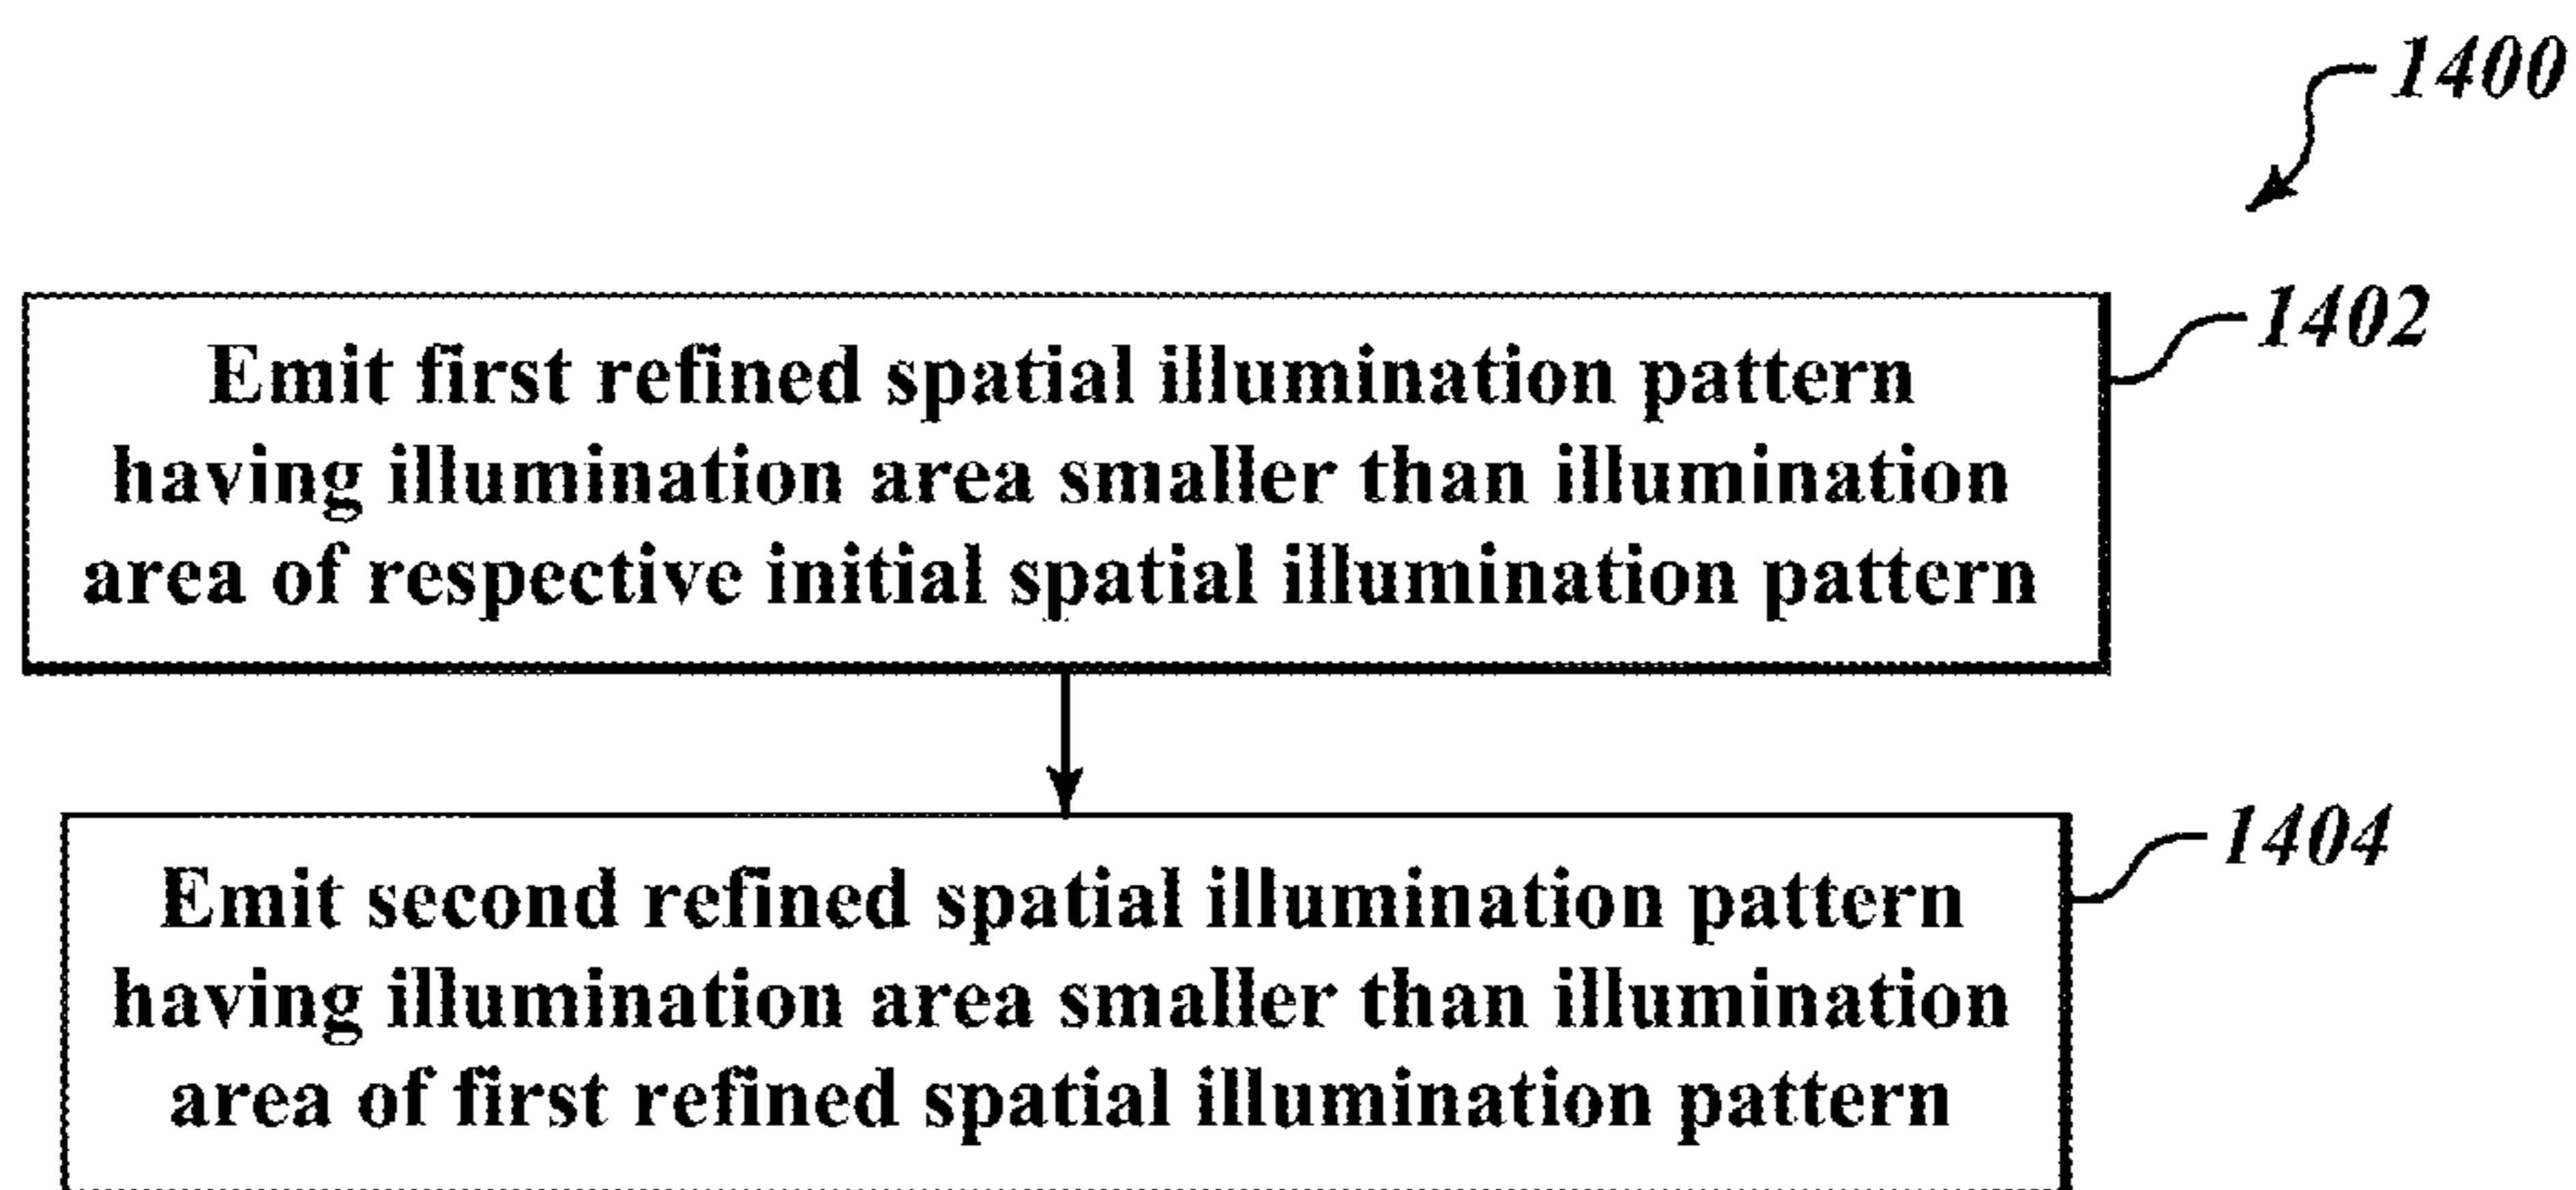 1400
1402
Emit first refined spatial illumination pattern
having illumination area smaller than illumination
area of respective initial spatial illumination pattern
1404
Emit second refined spatial illumination pattern
having illumination area smaller than illumination
area of first refined spatial illumination pattern